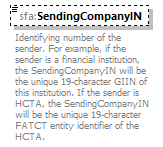 sfa:SendingCompanyIN
Identifying number of the
sender. For example, if the
sender is a financial institution,
the SendingCompanyIN will be
the unique 19-character GIIN of
this institution. If the sender is
HCTA, the SendingCompanyIN
will be the unique 19-character
FATCT entity identifier of the
HCTA.